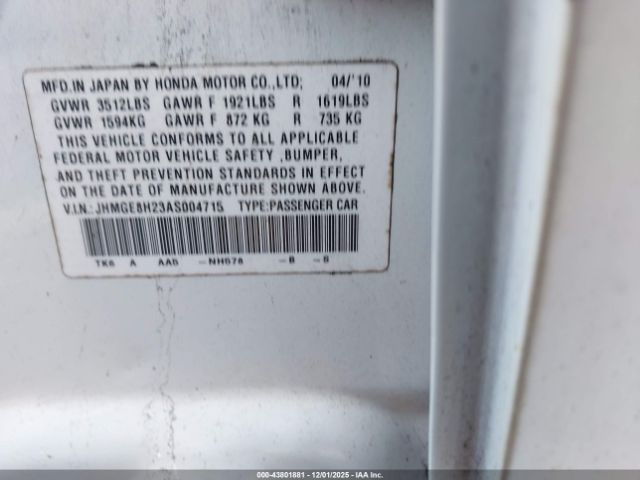 MFD.IN JAPAN BY HONDA MOTOR CO.,LTD; 04/'10
GVWR 3512LBS GAWR F 1921LBS R 1619LBS
GVWR 1594KG GAWR F 872 KG R 735 KG
THIS VEHICLE CONFORMS TO ALL APPLICABLE
FEDERAL MOTOR VEHICLE SAFETY ,BUMPER,
AND THEFT PREVENTION STANDARDS IN EFFECT
ON THE DATE OF MANUFACTURE SHOWN ABOVE.
V.I.N.: JHMGE8H23AS004715 TYPE:PASSENGER CAR
TK6 A AA5 -NH578 -B -5
000-43801881 - 12/01/2025 - IAAI, Inc.